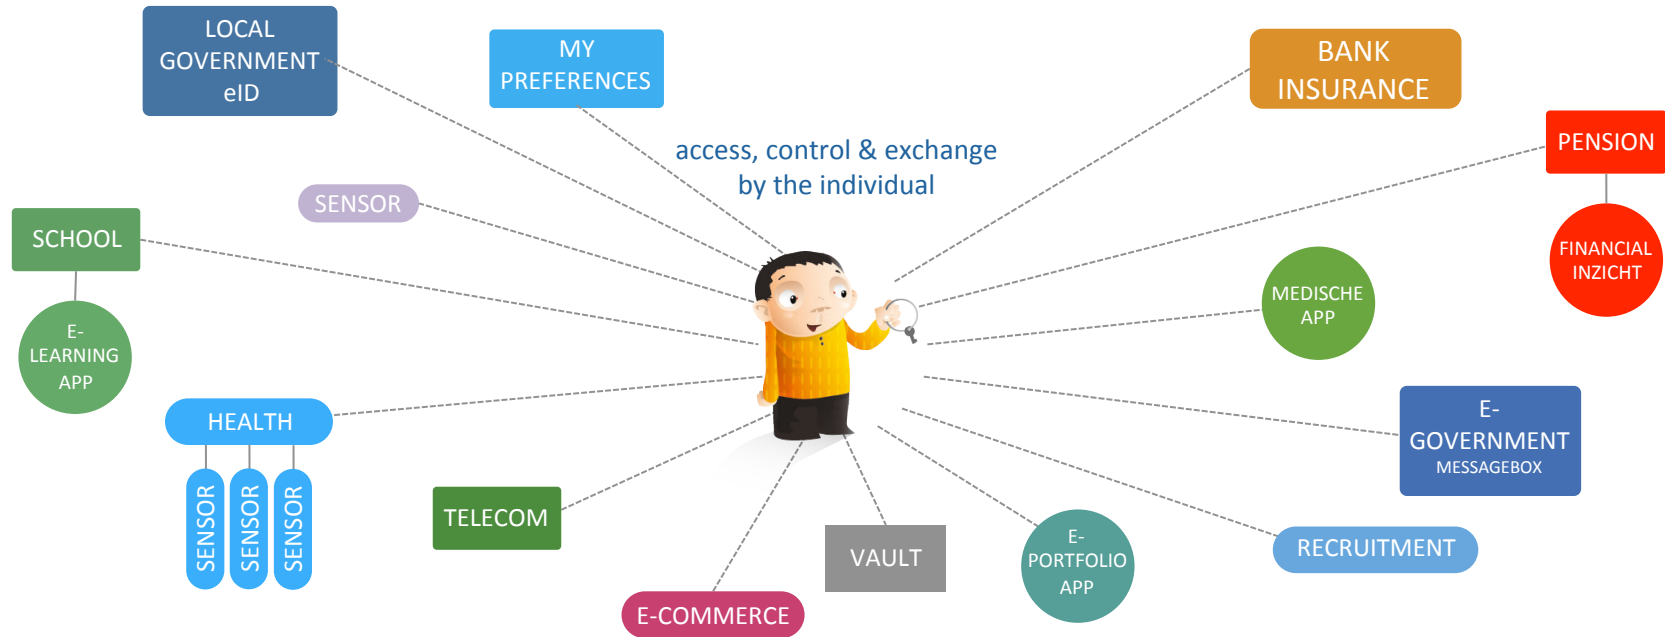 LOCAL
GOVERNMENT
eID
MY
PREFERENCES
BANK
INSURANCE
access, control & exchange
by the individual
PENSION
SENSOR
SCHOOL
FINANCIAL
INZICHT
MEDISCHE
APP
E-
LEARNING
APP
HEALTH
SENSOR
SENSOR
SENSOR
E-
GOVERNMENT
MESSAGEBOX
TELECOM
VAULT
E-
PORTFOLIO
APP
RECRUITMENT
E-COMMERCE